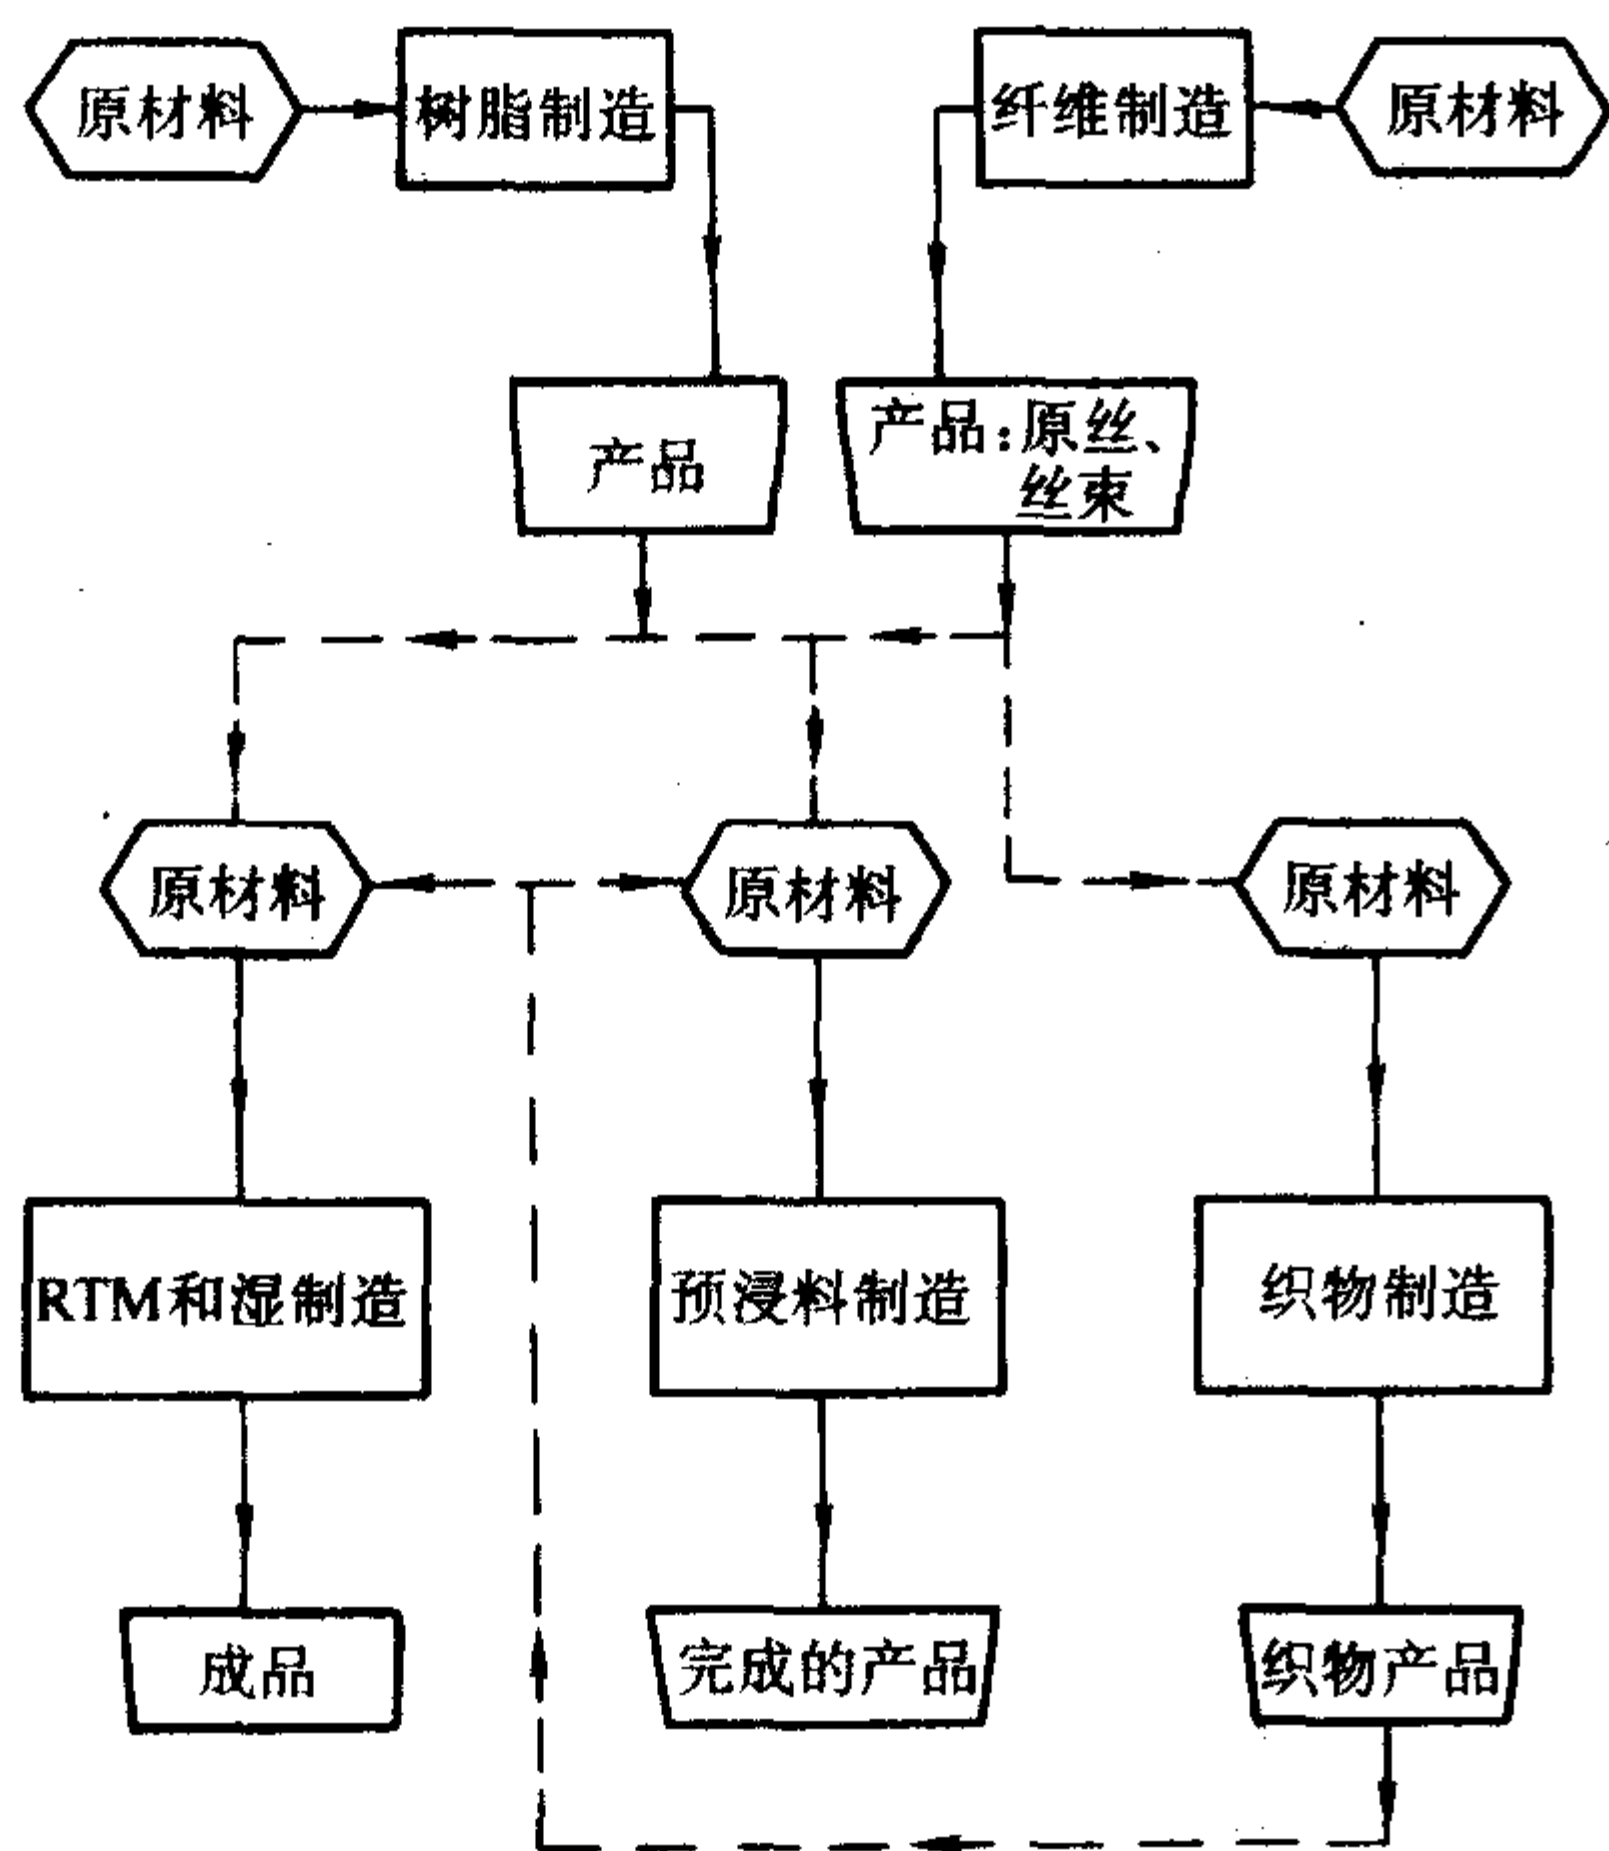 原材料
树脂制造
纤维制造
原材料
产品
产品:原丝、
丝束
原材料
原材料
原材料
RTM和湿制造
预浸料制造
织物制造
成品
完成的产品
织物产品